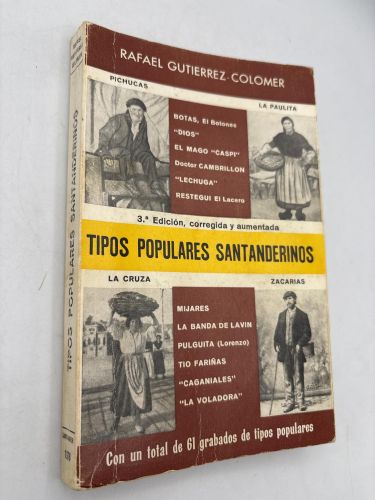 RAFAEL GUTIERREZ-COLOMER
PICHUCAS
LA PAULITA
BOTAS, El Botones
"DIOS"
EL MAGO "CASPI"
Doctor CAMBRILLON
"LECHUGA"
RESTEGUI El Lacero
3.ª Edición, corregida y aumentada
TIPOS POPULARES SANTANDERINOS
LA CRUZA
ZACARIAS
MIJARES
LA BANDA DE LAVIN
PULGUITA (Lorenzo)
TIO FARIÑAS
"CAGANIALES"
"LA VOLADORA"
Con un total de 61 grabados de tipos populares
TIPOS POPULARES SANTANDERINOS